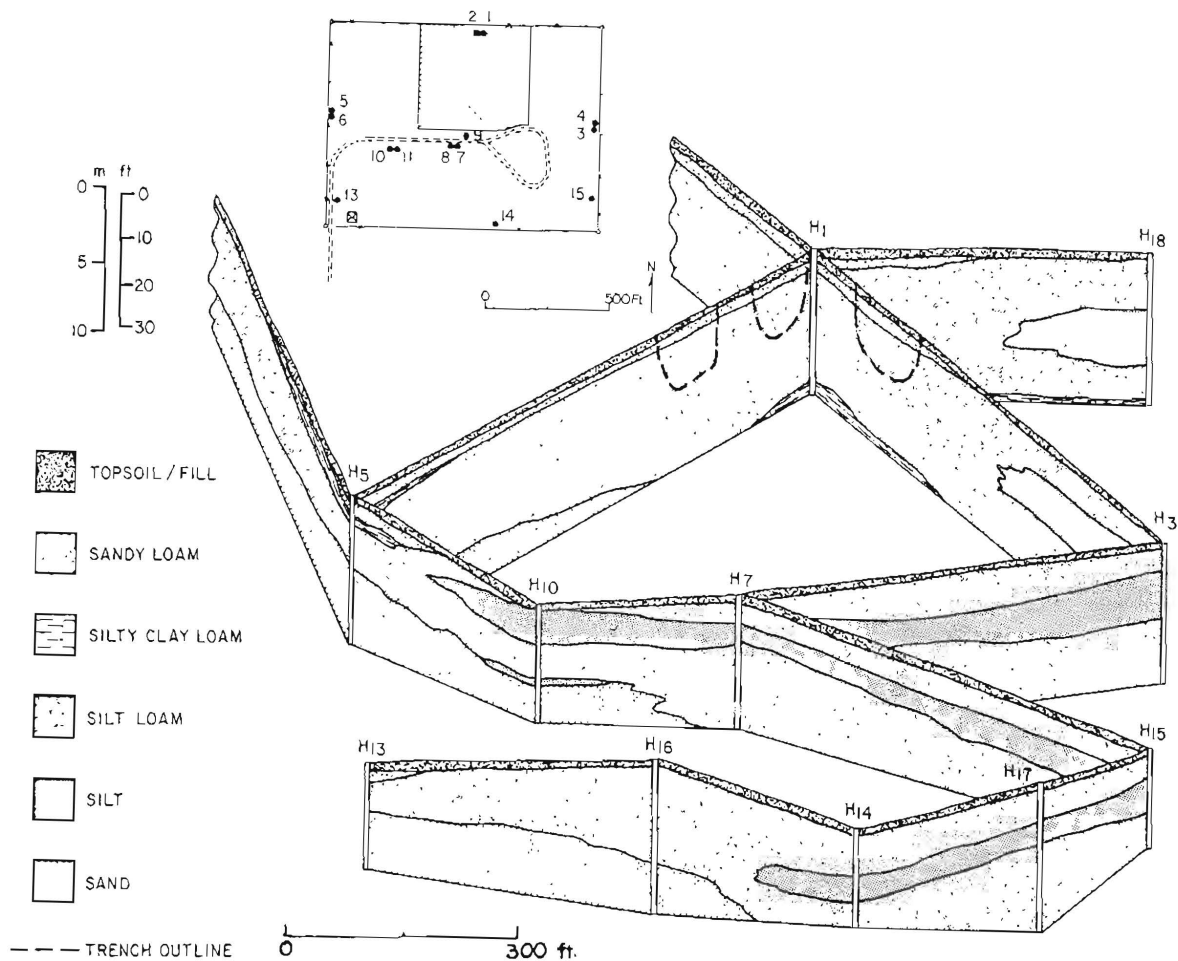 2 1
5
6
4
3
9
10 11
8 7
13
15
14
m ft
0 0
10
5
20
10 30
N
0 500Ft
H1
H18
H5
H3
H10
H7
H13
H16
H14
H17
H15
TOPSOIL/FILL
SANDY LOAM
SILTY CLAY LOAM
SILT LOAM
SILT
SAND
TRENCH OUTLINE
0 300 ft.